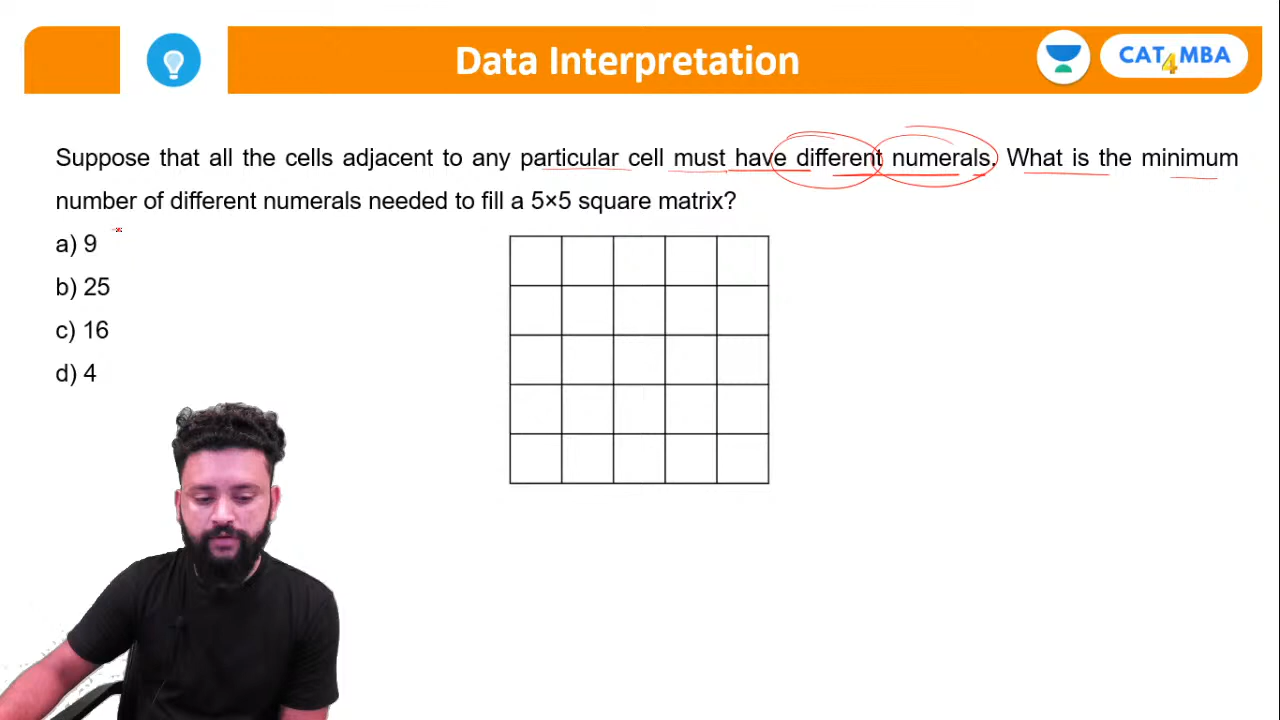 Data Interpretation
CAT4MBA
Suppose that all the cells adjacent to any particular cell must have different numerals. What is the minimum
number of different numerals needed to fill a 5×5 square matrix?
a) 9
b) 25
c) 16
d) 4